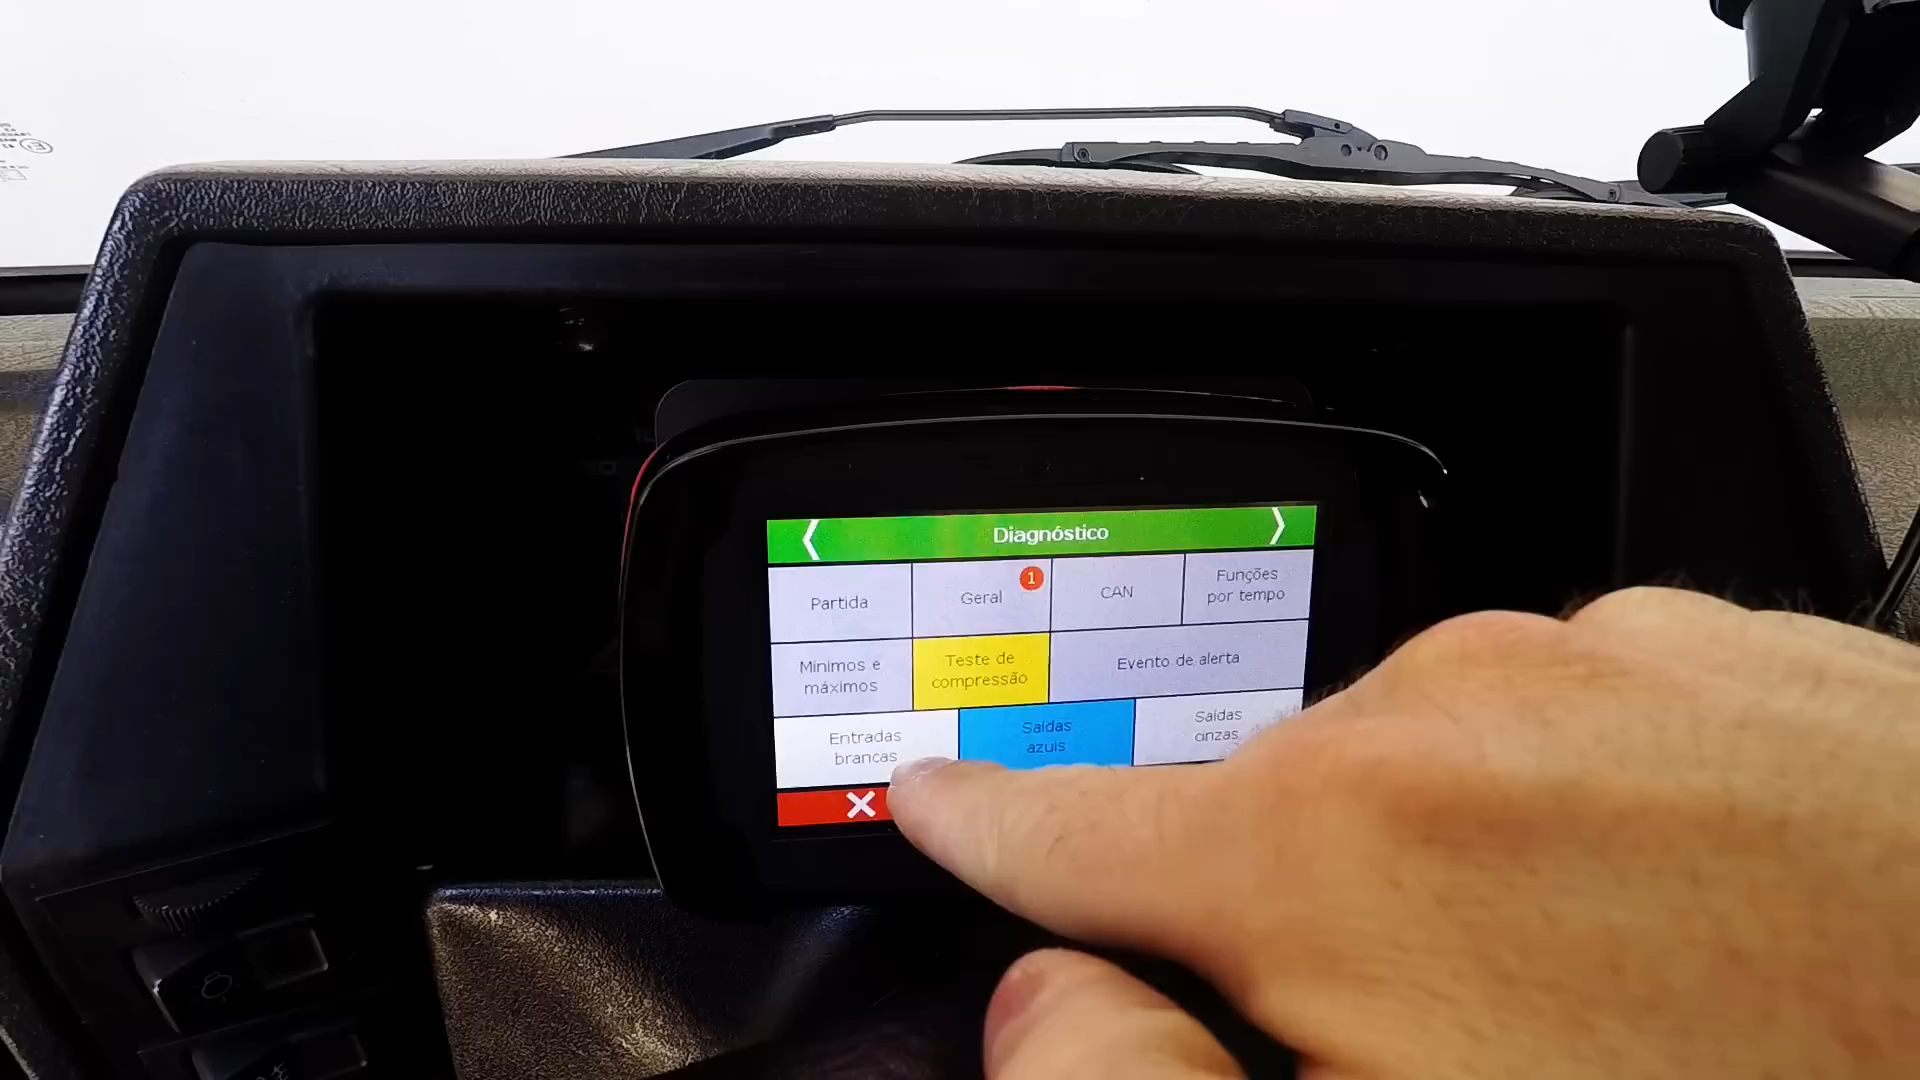 Diagnóstico
Partida
Geral
1
CAN
Funções
por tempo
Mínimos e
máximos
Teste de
compressão
Evento de alerta
Entradas
brancas
Saídas
azuis
Saídas
cinzas